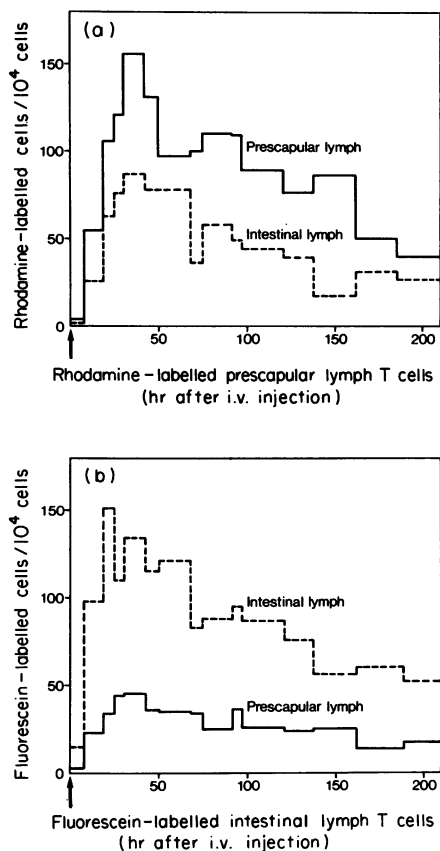 (a)
Rhodamine-labelled cells/10⁴ cells
150
100
50
0
Prescapular lymph
Intestinal lymph
50
100
150
200
Rhodamine-labelled prescapular lymph T cells
(hr after i.v. injection)
(b)
Fluorescein-labelled cells/10⁴ cells
150
100
50
0
Intestinal lymph
Prescapular lymph
50
100
150
200
Fluorescein-labelled intestinal lymph T cells
(hr after i.v. injection)